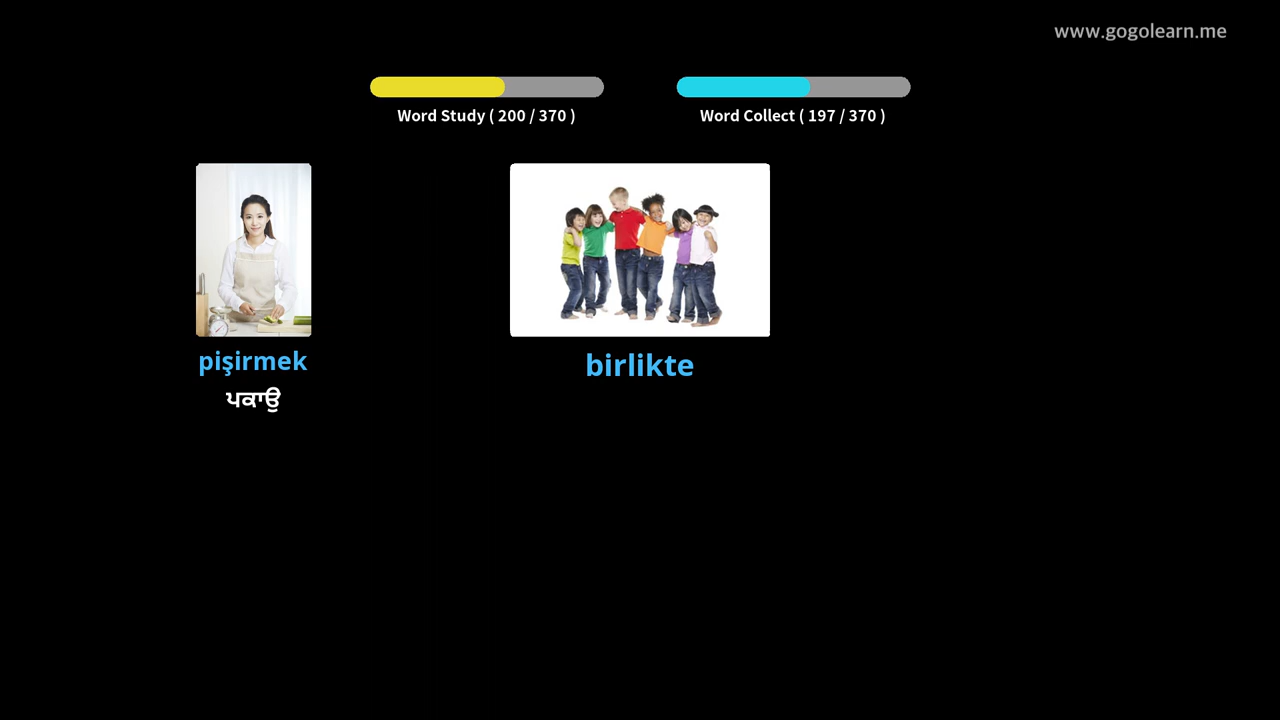 www.gogolearn.me
Word Study ( 200 / 370 )
Word Collect ( 197 / 370 )
pişirmek
ਪਕਾਉ
birlikte